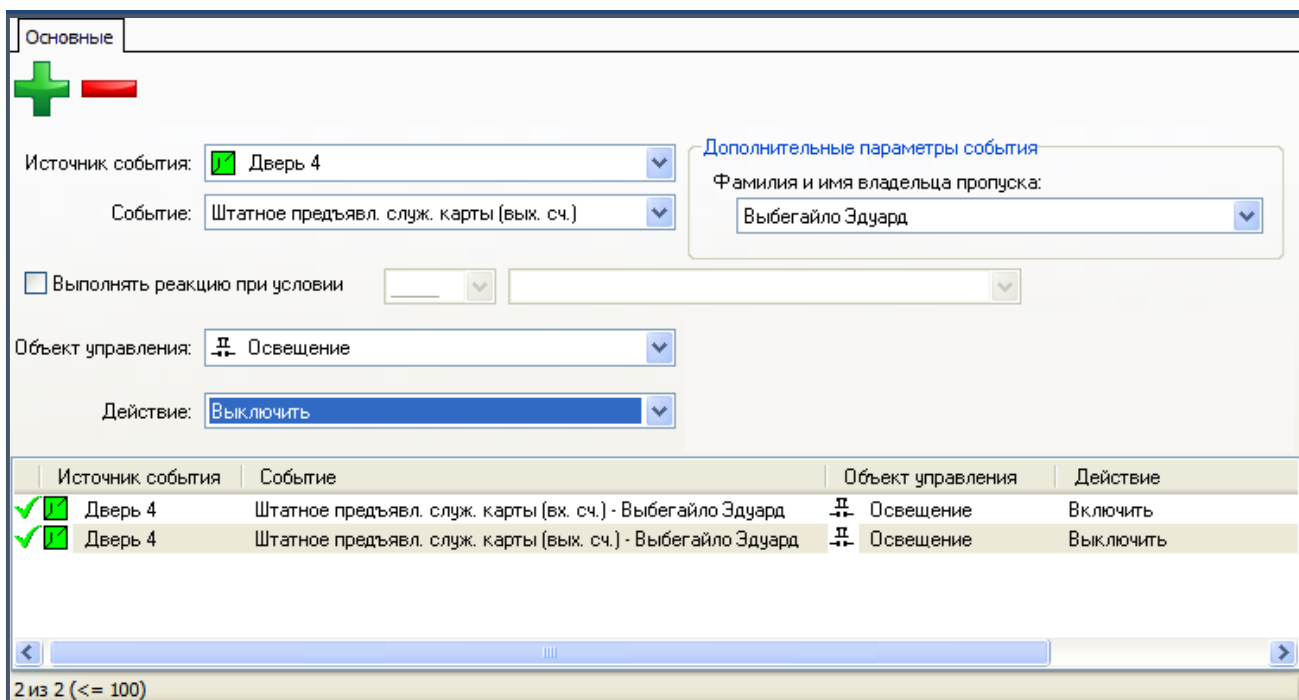 Основные
Источник события: Дверь 4
Дополнительные параметры события
Фамилия и имя владельца пропуска:
Событие: Штатное предъявл. служ. карты (вых. сч.)
Выбегайло Эдуард
Выполнять реакцию при условии
Объект управления: Освещение
Действие: Выключить
Источник события Событие Объект управления Действие
Дверь 4 Штатное предъявл. служ. карты (вх. сч.) - Выбегайло Эдуард Освещение Включить
Дверь 4 Штатное предъявл. служ. карты (вых. сч.) - Выбегайло Эдуард Освещение Выключить
2 из 2 (<= 100)